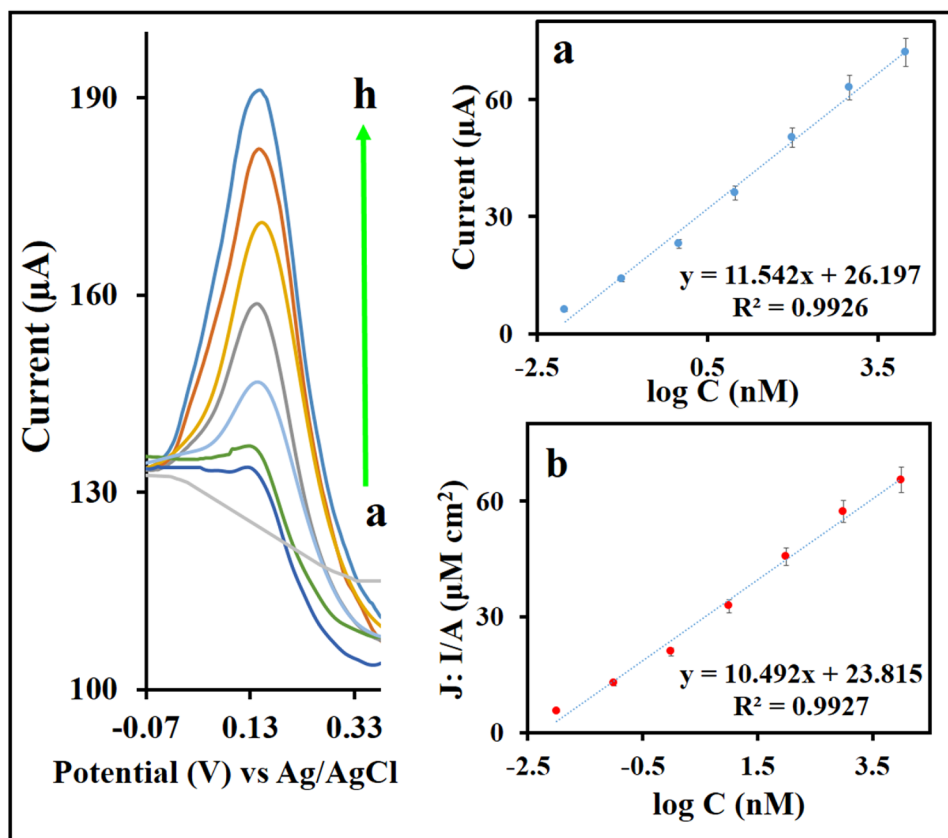 190
160
130
100
Current (µA)
h
a
-0.07 0.13 0.33
Potential (V) vs Ag/AgCl
a
60
30
0
Current (µA)
y = 11.542x + 26.197
R² = 0.9926
-2.5 0.5 3.5
log C (nM)
b
60
30
0
J: I/A (µM cm²)
y = 10.492x + 23.815
R² = 0.9927
-2.5 -0.5 1.5 3.5
log C (nM)